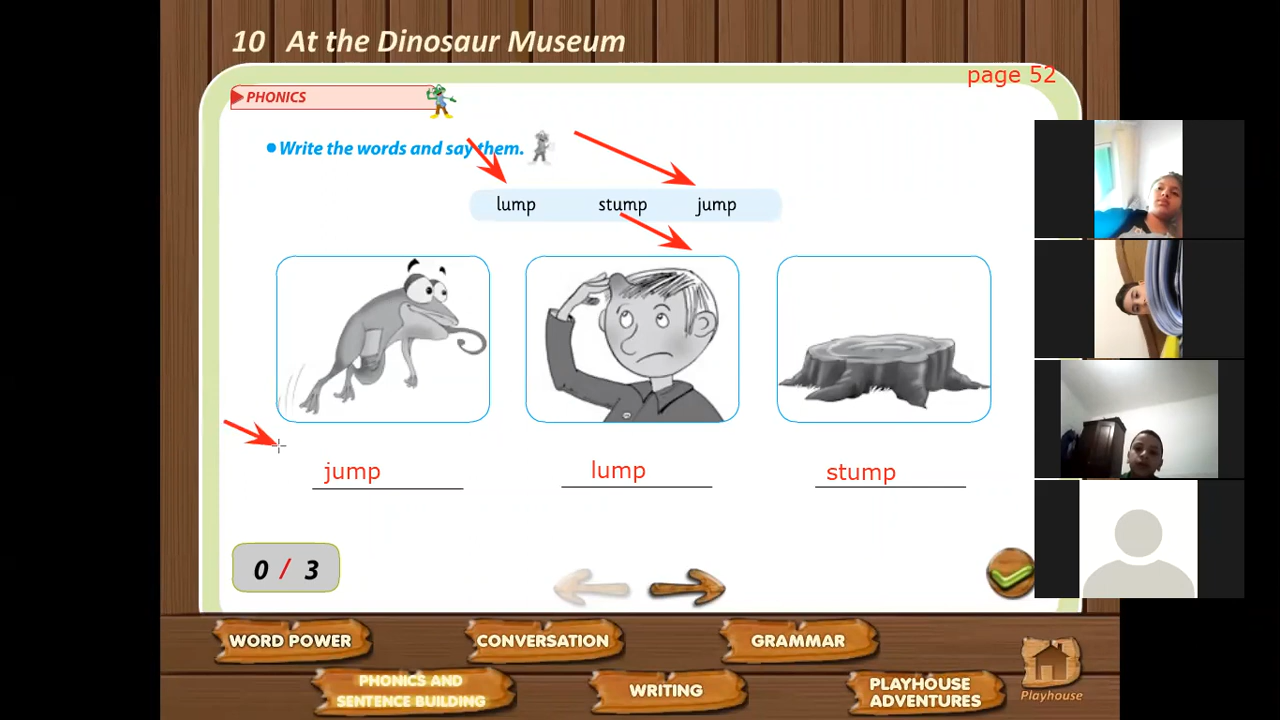 10 At the Dinosaur Museum
page 52
PHONICS
Write the words and say them.
lump stump jump
jump lump stump
0 / 3
WORD POWER CONVERSATION GRAMMAR
PHONICS AND
SENTENCE BUILDING
WRITING
PLAYHOUSE
ADVENTURES
Playhouse